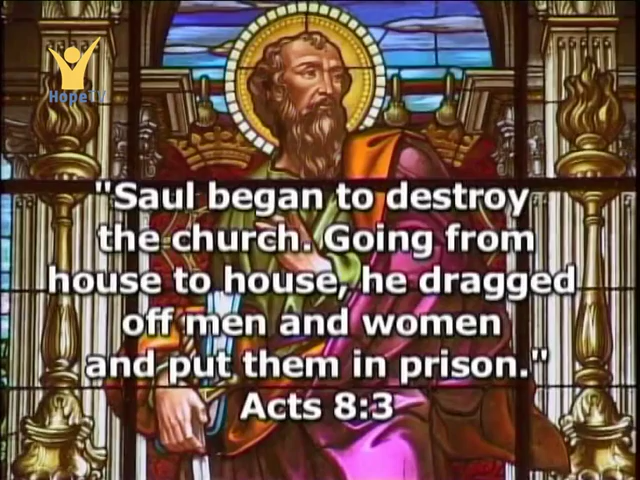 Hope TV
"Saul began to destroy
the church. Going from
house to house, he dragged
off men and women
and put them in prison."
Acts 8:3